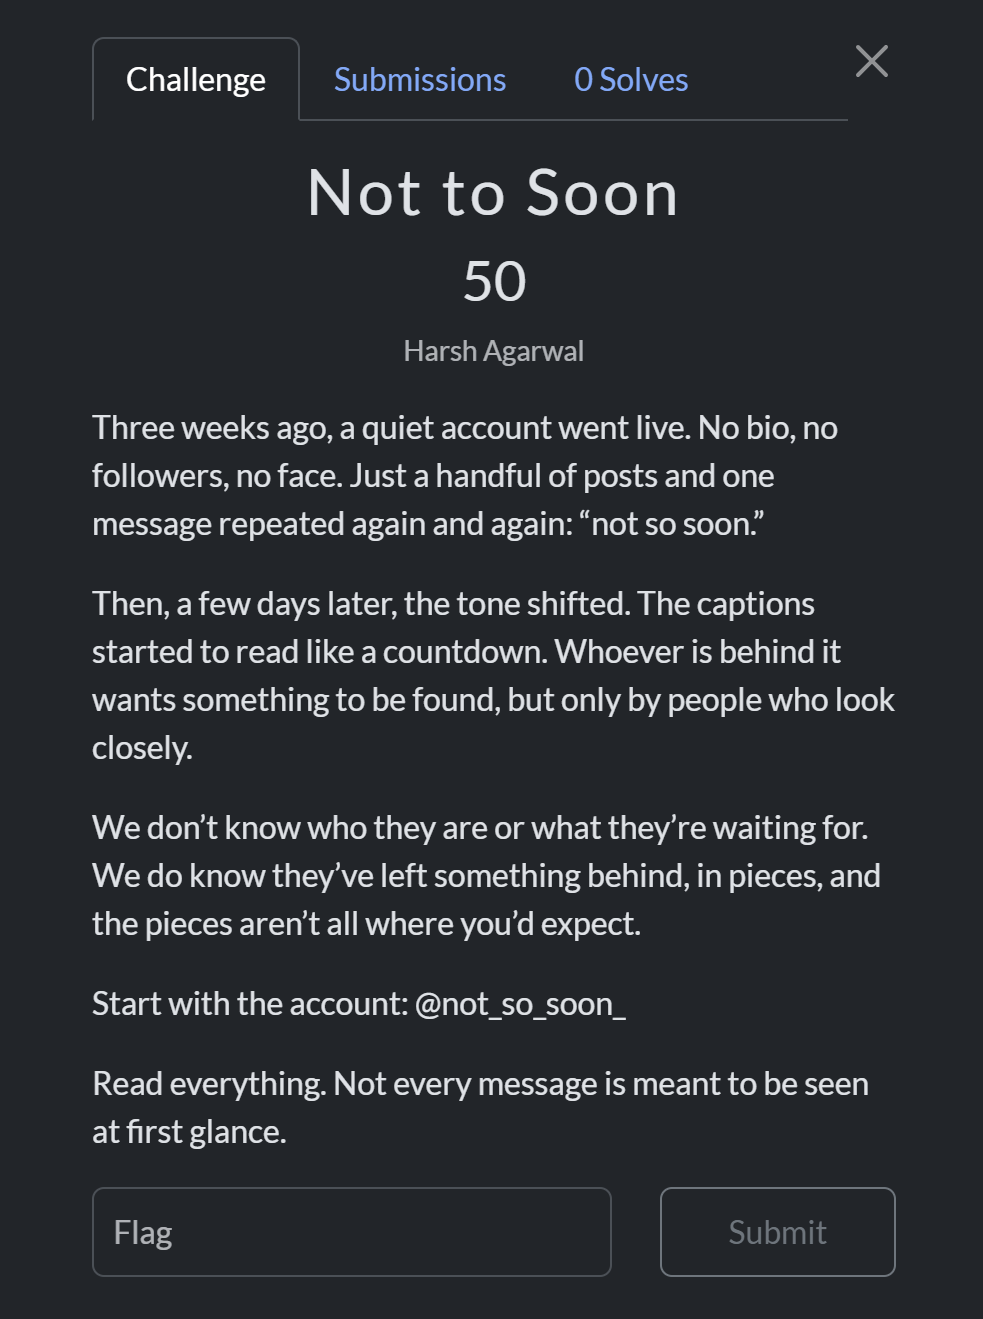 Challenge
Submissions
0 Solves
Not to Soon
50
Harsh Agarwal
Three weeks ago, a quiet account went live. No bio, no
followers, no face. Just a handful of posts and one
message repeated again and again: “not so soon.”
Then, a few days later, the tone shifted. The captions
started to read like a countdown. Whoever is behind it
wants something to be found, but only by people who look
closely.
We don’t know who they are or what they’re waiting for.
We do know they’ve left something behind, in pieces, and
the pieces aren’t all where you’d expect.
Start with the account: @not_so_soon_
Read everything. Not every message is meant to be seen
at first glance.
Flag
Submit